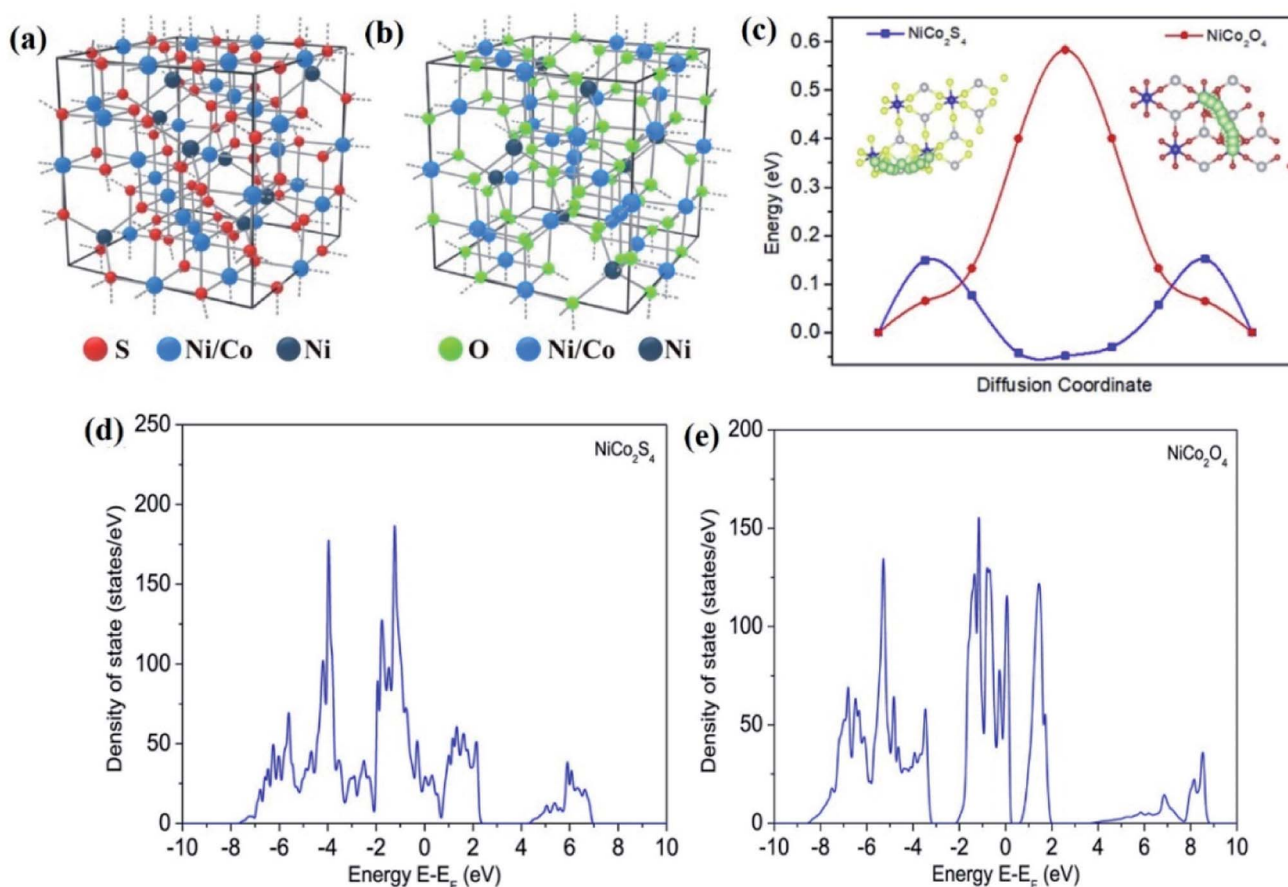 (a)
S Ni/Co Ni
(b)
O Ni/Co Ni
(c)
NiCo₂S₄
NiCo₂O₄
Energy (eV)
0.6
0.5
0.4
0.3
0.2
0.1
0.0
Diffusion Coordinate
(d)
NiCo₂S₄
Density of state (states/eV)
250
200
150
100
50
0
-10 -8 -6 -4 -2 0 2 4 6 8 10
Energy E-E_F (eV)
(e)
NiCo₂O₄
Density of state (states/eV)
200
150
100
50
0
-10 -8 -6 -4 -2 0 2 4 6 8 10
Energy E-E_F (eV)